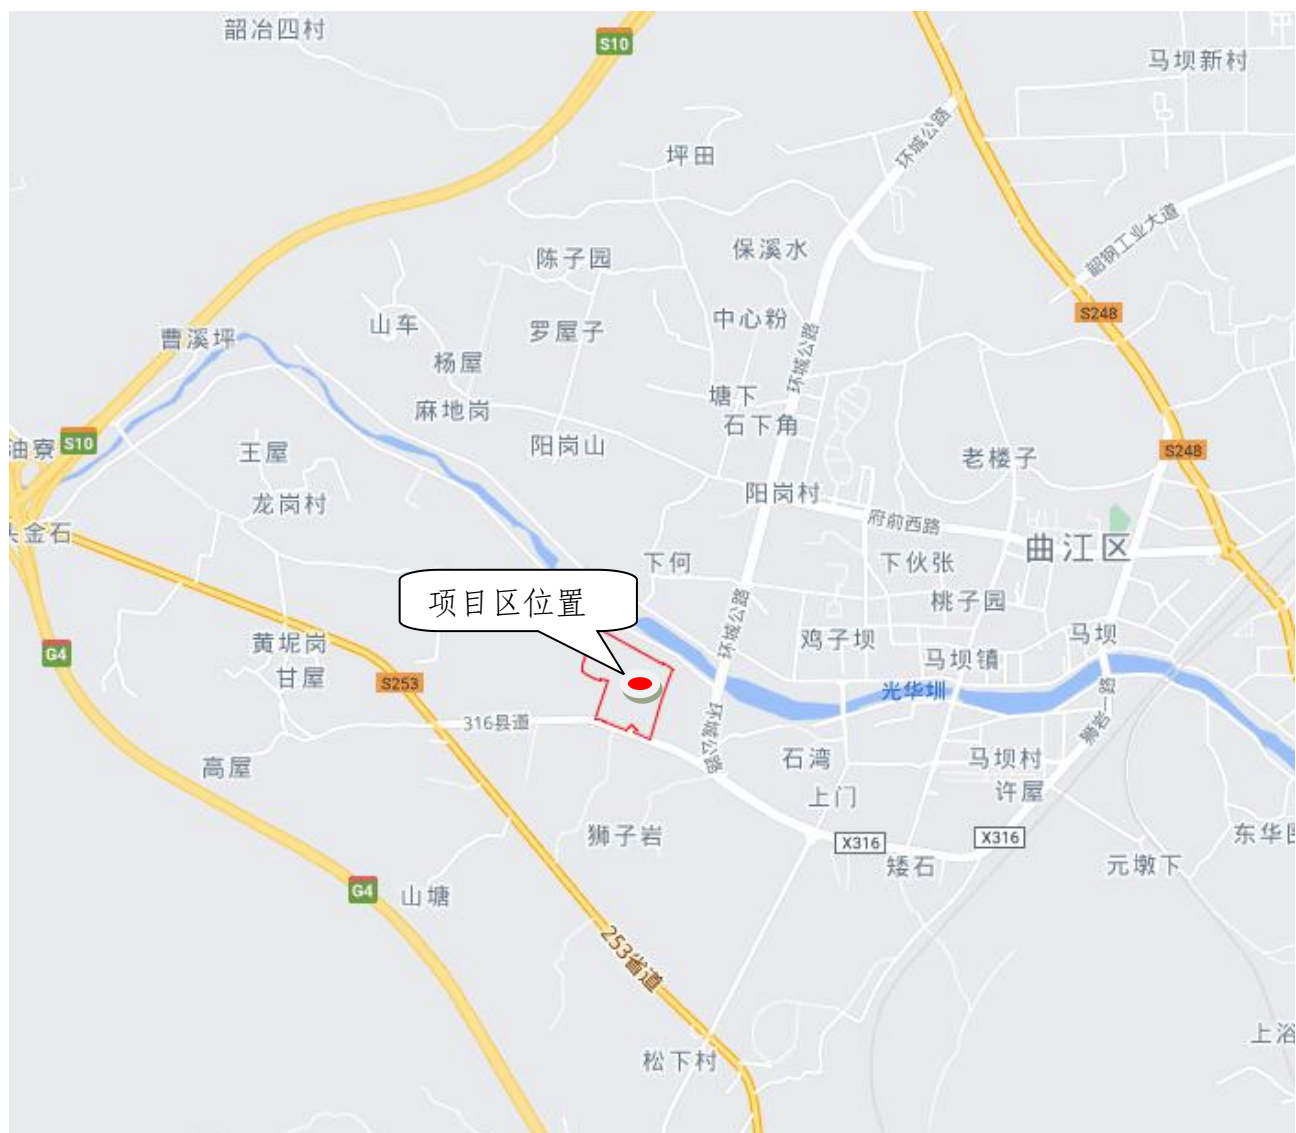 韶冶四村
S10
马坝新村
环城公路
坪田
韶钢工业大道
保溪水
陈子园
中心粉
S248
山车
罗屋子
曹溪坪
环城公路
杨屋
塘下
麻地岗
石下角
油寮
S10
王屋
阳岗山
老楼子
S248
龙岗村
阳岗村
府前西路
金石
曲江区
下何
下伙张
项目区位置
桃子园
环城公路
黄坭岗
鸡子坝
马坝
G4
马坝镇
甘屋
S253
光华圳
狮岩一路
316县道
环城公路
石湾
马坝村
高屋
许屋
上门
狮子岩
X316
X316
东华
矮石
元墩下
G4
山塘
253省道
松下村
上浴